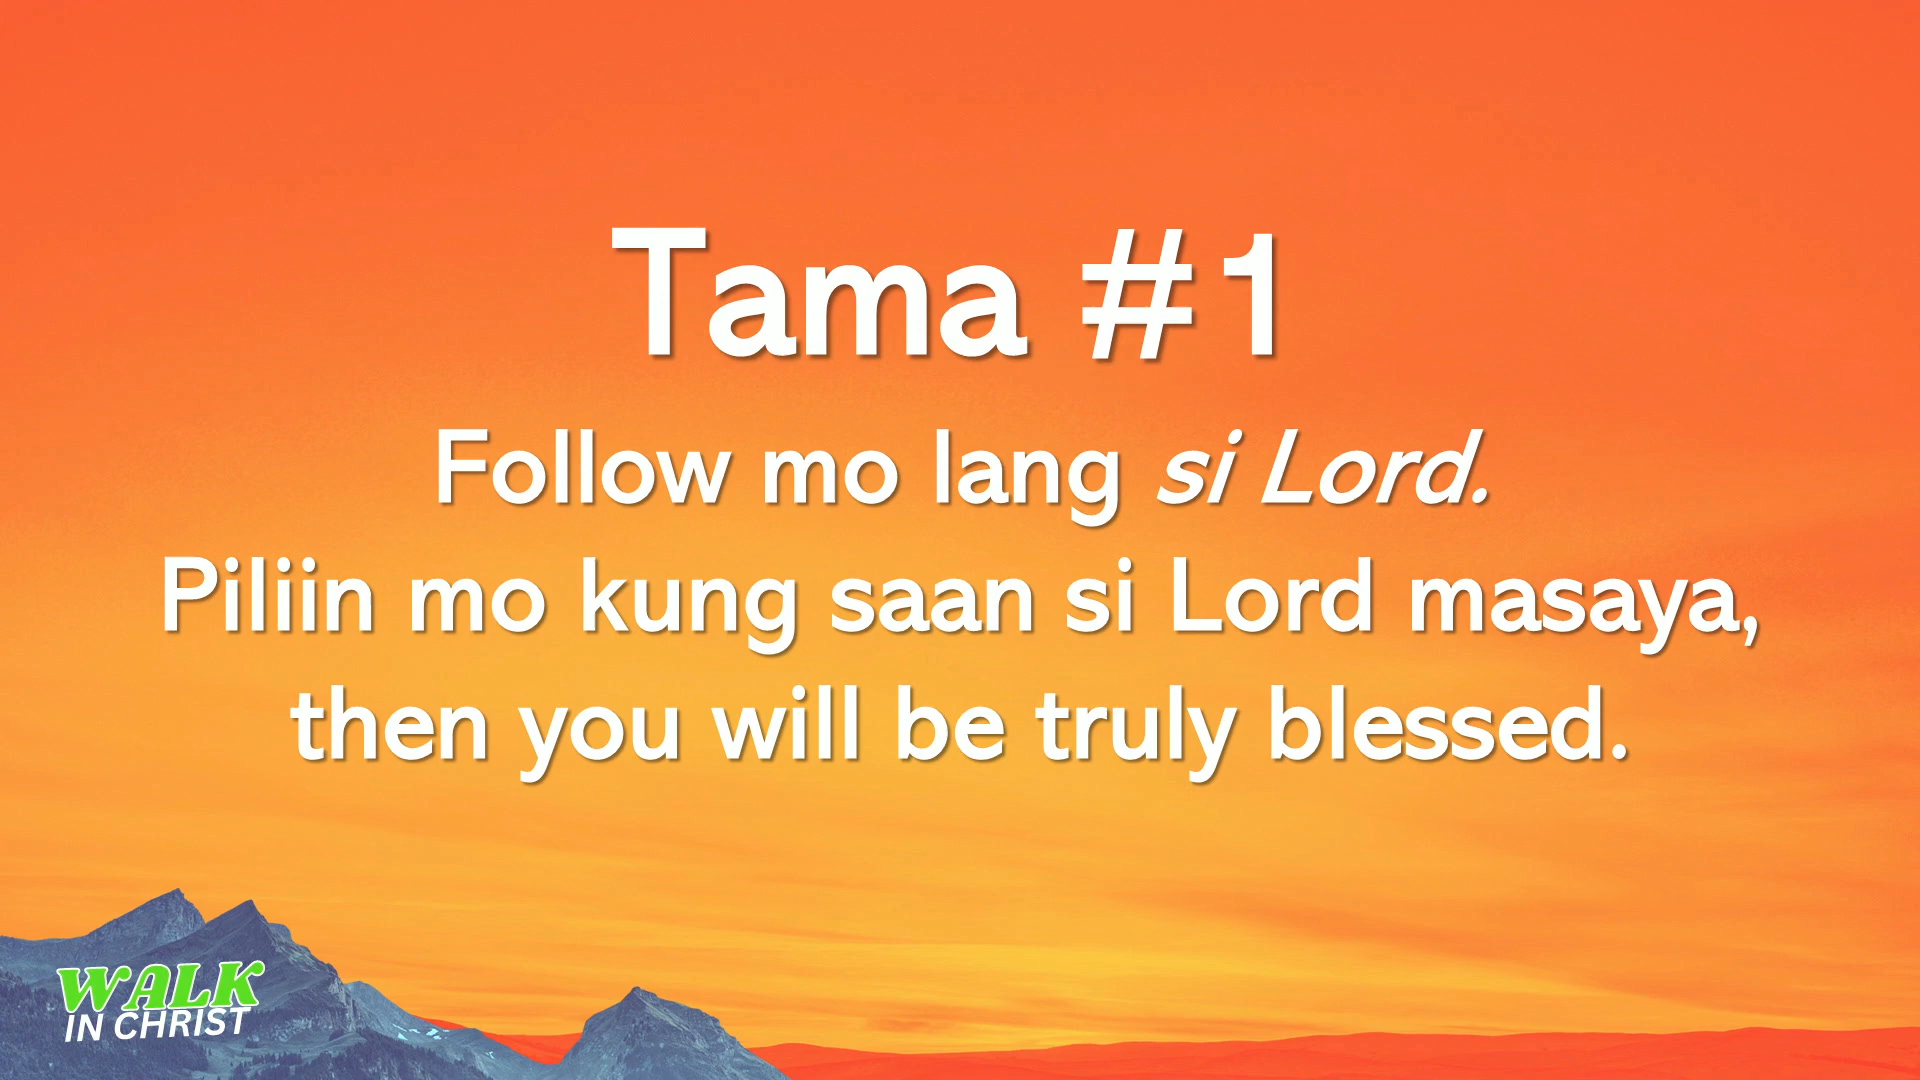 Tama #1
Follow mo lang si Lord.
Piliin mo kung saan si Lord masaya,
then you will be truly blessed.
WALK
IN CHRIST